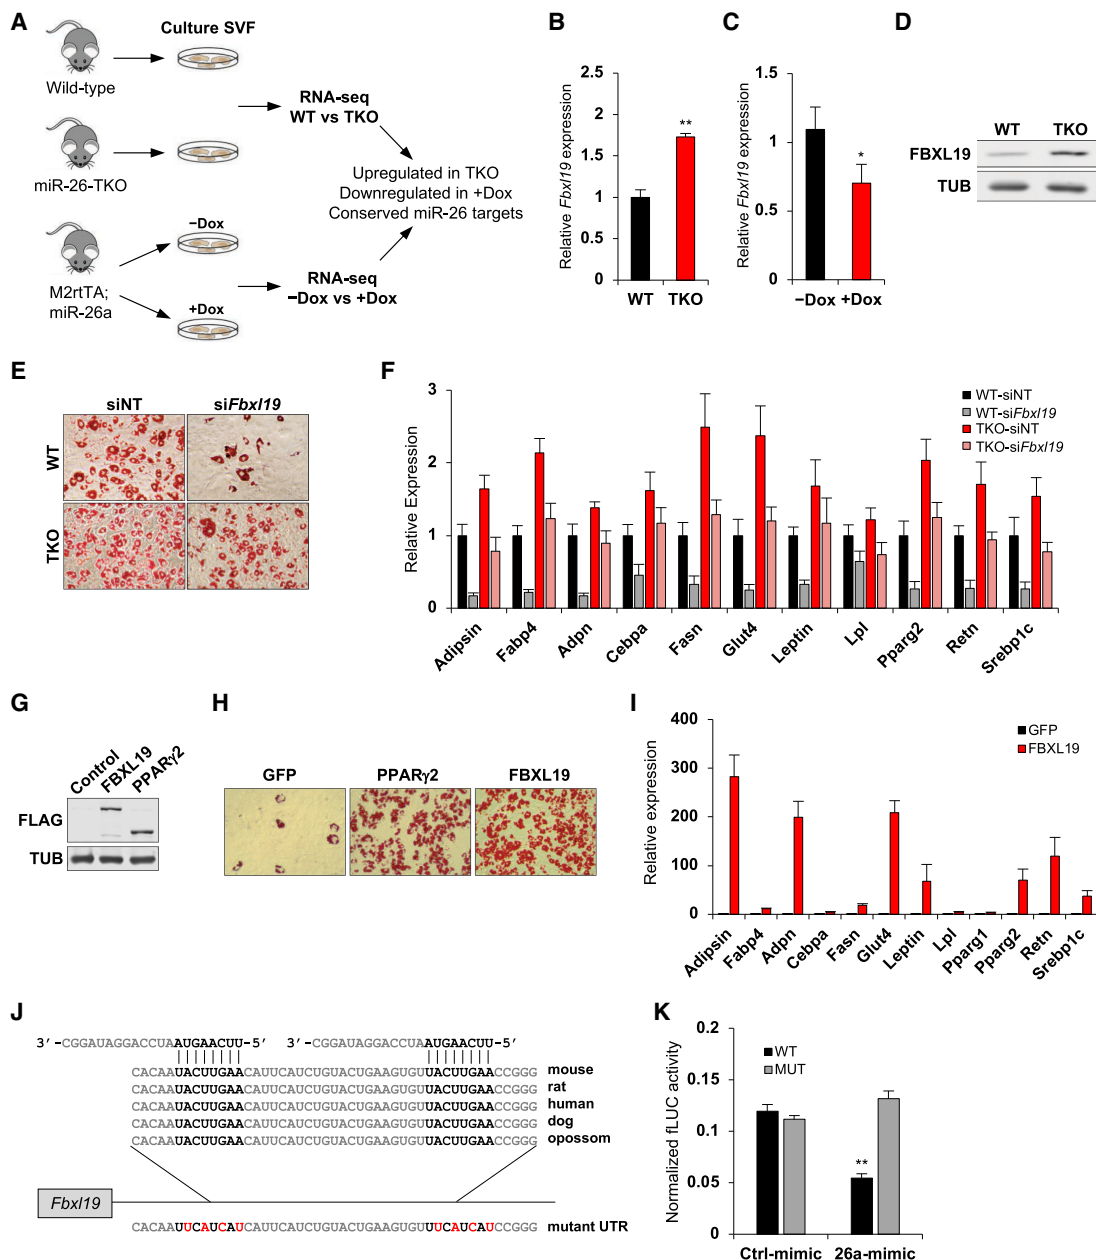 A
Culture SVF
Wild-type
miR-26-TKO
M2rtTA;
miR-26a
−Dox
+Dox
RNA-seq
WT vs TKO
Upregulated in TKO
Downregulated in +Dox
Conserved miR-26 targets
RNA-seq
−Dox vs +Dox
B
Relative Fbxl19 expression
2.5
2
1.5
1
0.5
0
**
WT TKO
C
Relative Fbxl19 expression
1.5
1
0.5
0
*
−Dox +Dox
D
WT TKO
FBXL19
TUB
E
siNT siFbxl19
WT
TKO
F
Relative Expression
3
2
1
0
WT-siNT
WT-siFbxl19
TKO-siNT
TKO-siFbxl19
Adipsin Fabp4 Adpn Cebpa Fasn Glut4 Leptin Lpl Pparg2 Retn Srebp1c
G
Control FBXL19 PPARγ2
FLAG
TUB
H
GFP PPARγ2 FBXL19
I
Relative expression
400
300
200
100
0
GFP
FBXL19
Adipsin Fabp4 Adpn Cebpa Fasn Glut4 Leptin Lpl Pparg1 Pparg2 Retn Srebp1c
J
3′-CGGAUAGGACCUAAUGAACUU-5′ 3′-CGGAUAGGACCUAAUGAACUU-5′
CACAAUACUUGAACAUUCAUCUGUACUGAAGUGUUACUUGAACCGGG mouse
CACAAUACUUGAACAUUCAUCUGUACUGAAGUGUUACUUGAACCGGG rat
CACAAUACUUGAACAUUCAUCUGUACUGAAGUGUUACUUGAACCGGG human
CACAAUACUUGAACAUUCAUCUGUACUGAAGUGUUACUUGAACCGGG dog
CACAAUACUUGAACAUUCAUCUGUACUGAAGUGUUACUUGAACCGGG opossom
Fbxl19
CACAAUUCAUCAUCAUUCAUCUGUACUGAAGUGUUUCAUCAUCCGGG mutant UTR
K
Normalized fLUC activity
0.2
0.15
0.1
0.05
0
WT
MUT
**
Ctrl-mimic 26a-mimic